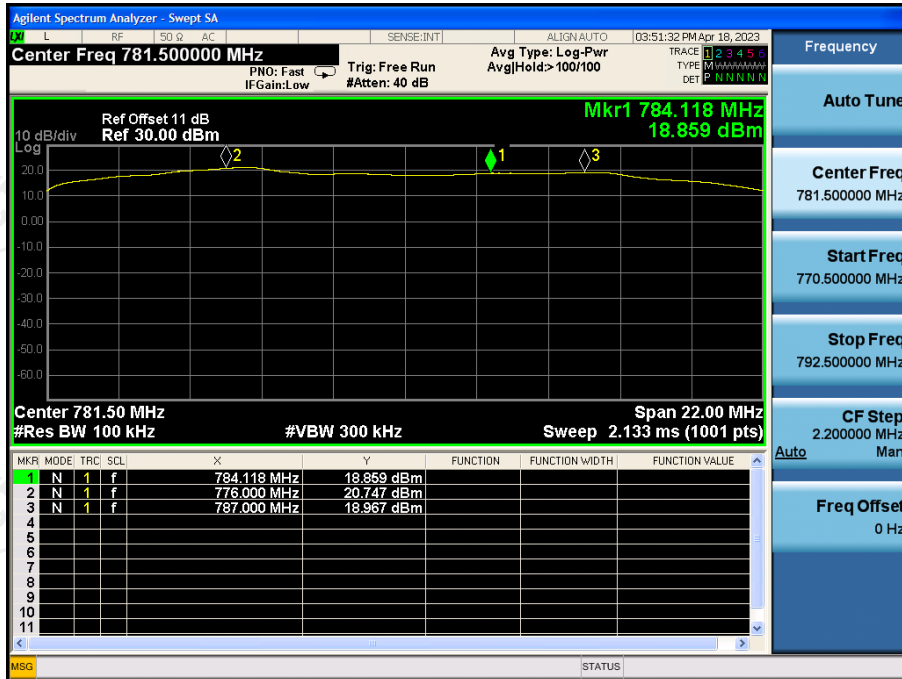 Agilent Spectrum Analyzer - Swept SA
LXI L RF 50 Ω AC SENSE:INT ALIGN AUTO 03:51:32 PM Apr 18, 2023
Center Freq 781.500000 MHz
PNO: Fast
IFGain:Low
Trig: Free Run
#Atten: 40 dB
Avg Type: Log-Pwr
Avg|Hold:>100/100
TRACE 1 2 3 4 5 6
TYPE M
DET P N N N N N
Frequency
Mkr1 784.118 MHz
18.859 dBm
Ref Offset 11 dB
10 dB/div Ref 30.00 dBm
Log
20.0
10.0
0.00
-10.0
-20.0
-30.0
-40.0
-50.0
-60.0
2
1
3
Center 781.50 MHz Span 22.00 MHz
#Res BW 100 kHz #VBW 300 kHz Sweep 2.133 ms (1001 pts)
MKR MODE TRC SCL X Y FUNCTION FUNCTION WIDTH FUNCTION VALUE
1 N 1 f 784.118 MHz 18.859 dBm
2 N 1 f 776.000 MHz 20.747 dBm
3 N 1 f 787.000 MHz 18.967 dBm
4
5
6
7
8
9
10
11
Auto Tune
Center Freq
781.500000 MHz
Start Freq
770.500000 MHz
Stop Freq
792.500000 MHz
CF Step
2.200000 MHz
Auto Man
Freq Offset
0 Hz
MSG STATUS